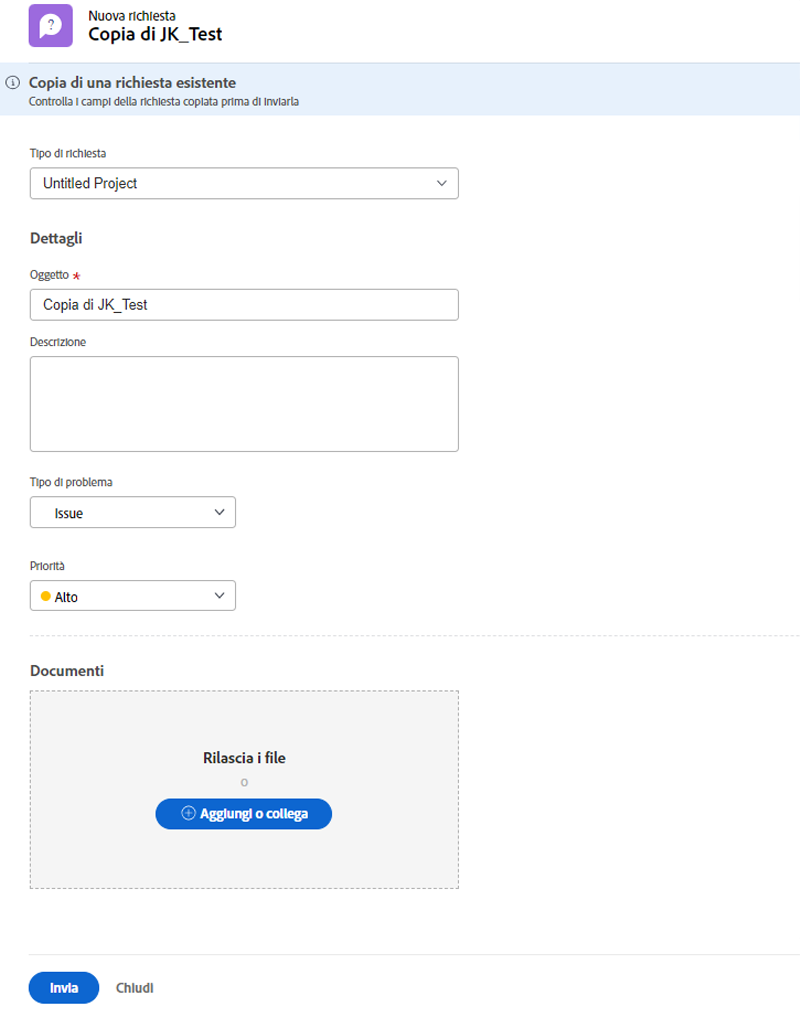 Nuova richiesta
Copia di JK_Test
Copia di una richiesta esistente
Controlla i campi della richiesta copiata prima di inviarla
Tipo di richiesta
Untitled Project
Dettagli
Oggetto *
Copia di JK_Test
Descrizione
Tipo di problema
Issue
Priorità
Alto
Documenti
Rilascia i file
o
Aggiungi o collega
Invia Chiudi